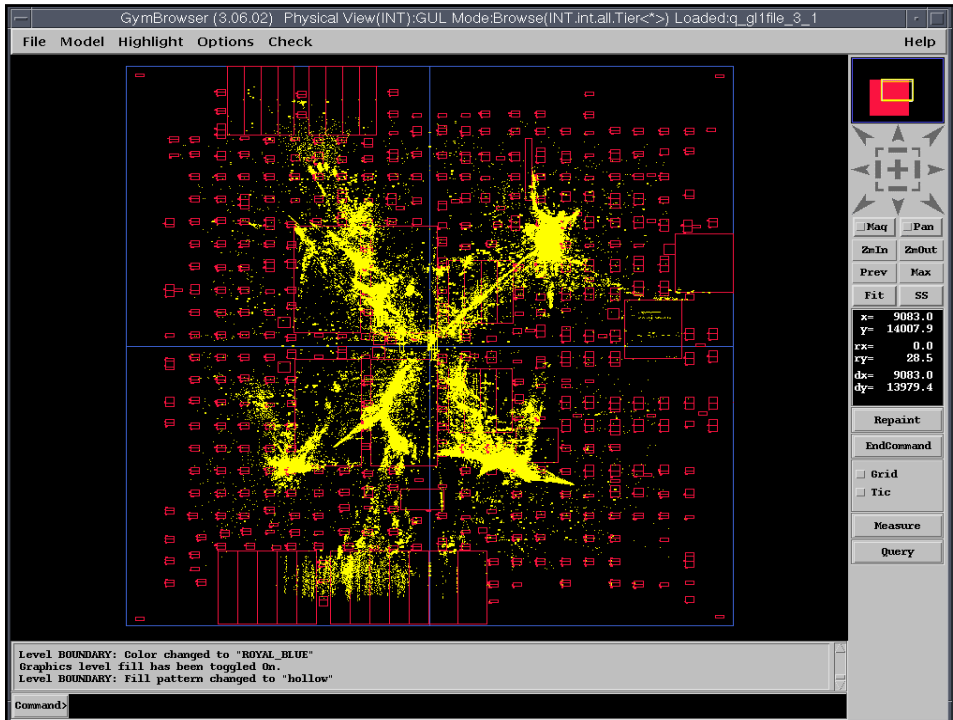 GymBrowser (3.06.02) Physical View(INT):GUL Mode:Browse(INT.int.all.Tier<*>) Loaded:q_gl1file_3_1
File Model Highlight Options Check Help
Maq Pan
ZmIn ZmOut
Prev Max
Fit SS
x= 9083.0
y= 14007.9
rx= 0.0
ry= 28.5
dx= 9083.0
dy= 13979.4
Repaint
EndCommand
Grid
Tic
Measure
Query
Level BOUNDARY: Color changed to "ROYAL_BLUE"
Graphics level fill has been toggled On.
Level BOUNDARY: Fill pattern changed to "hollow"
Command>